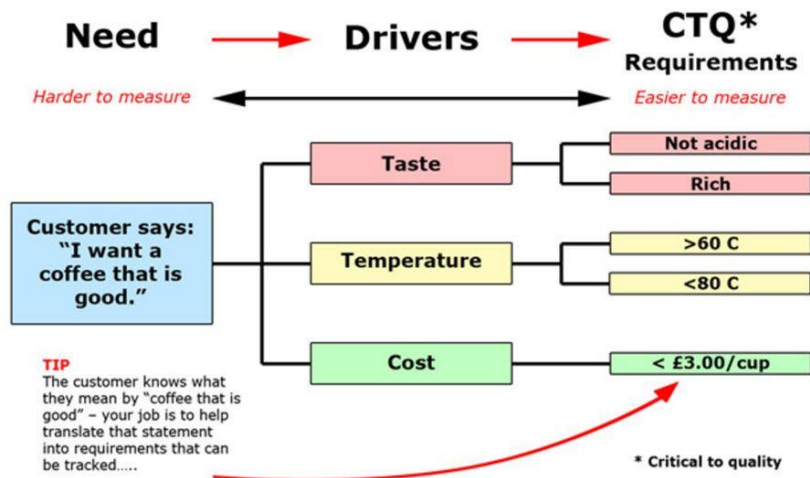 Need
Drivers
CTQ*
Requirements
Harder to measure
Easier to measure
Customer says:
“I want a
coffee that is
good.”
Taste
Not acidic
Rich
Temperature
>60 C
<80 C
Cost
< £3.00/cup
TIP
The customer knows what
they mean by “coffee that is
good” – your job is to help
translate that statement
into requirements that can
be tracked…..
* Critical to quality